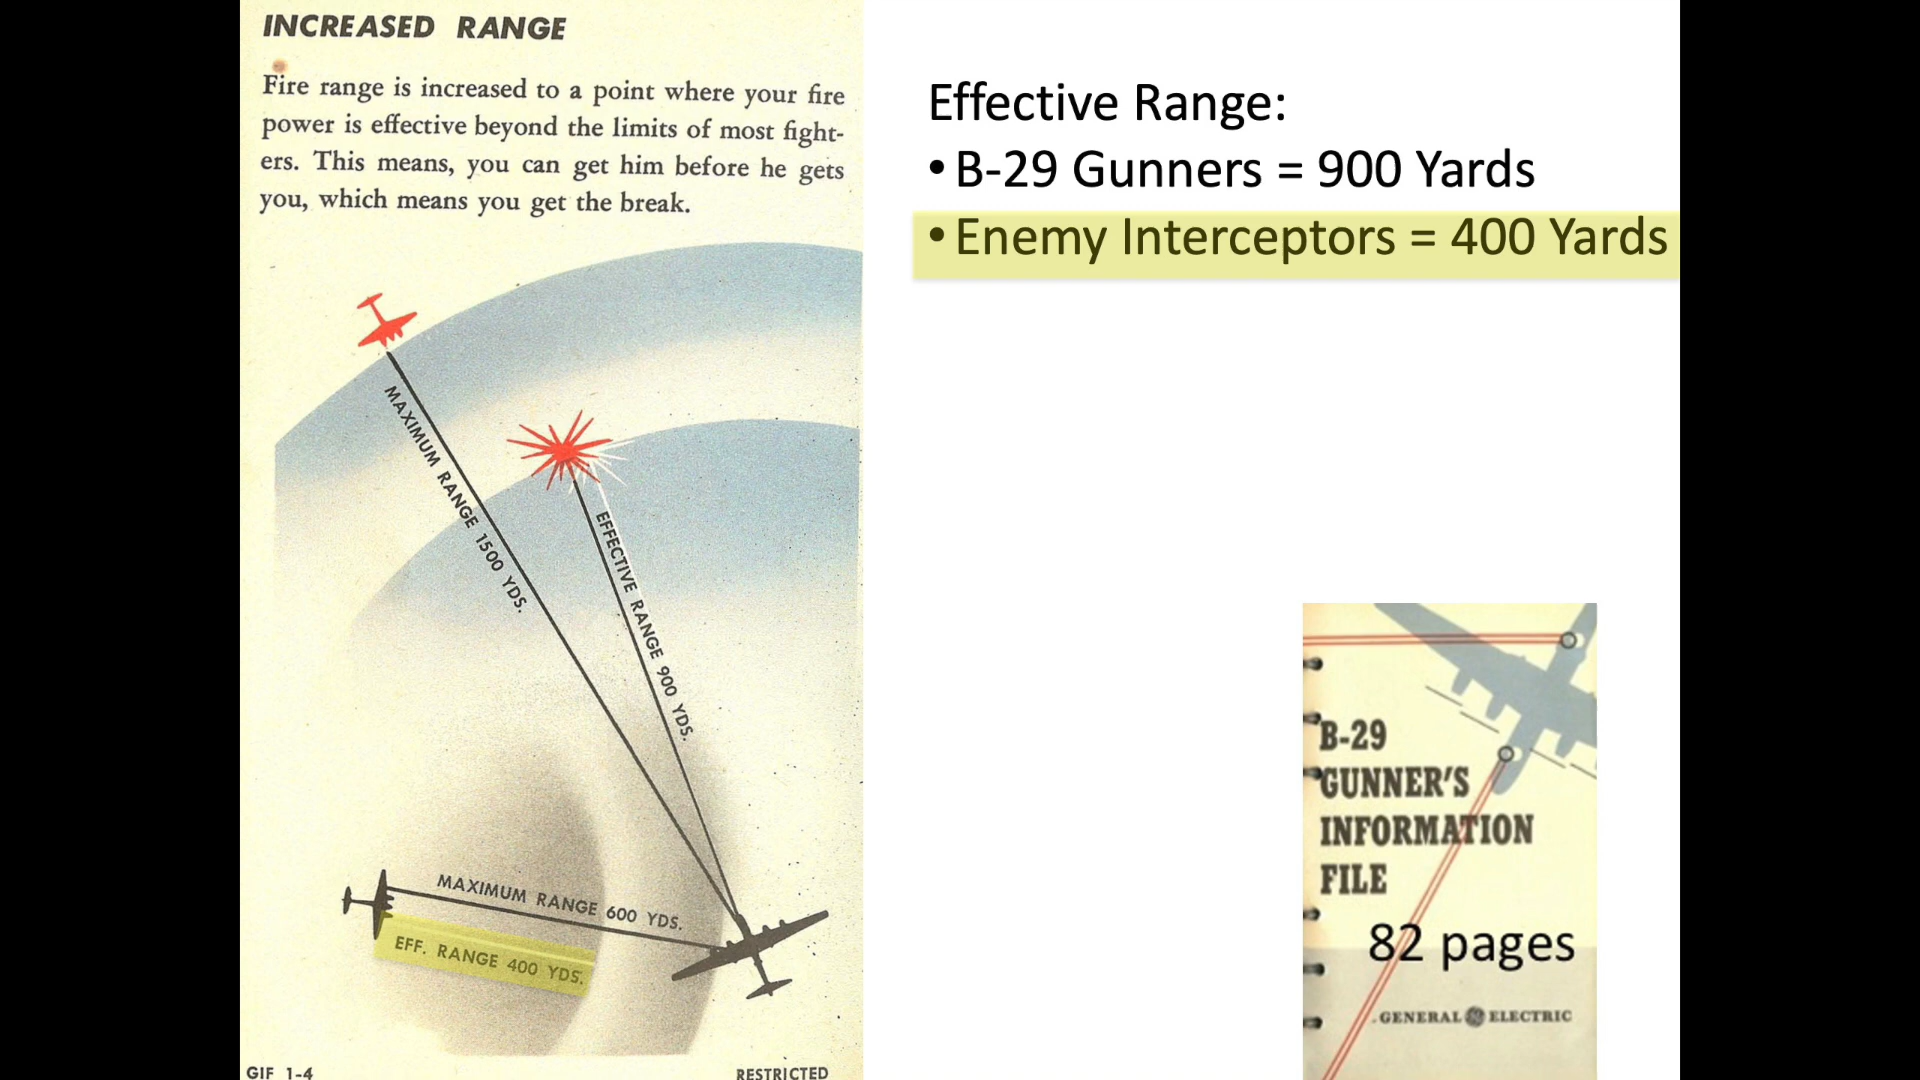 INCREASED RANGE
Fire range is increased to a point where your fire
power is effective beyond the limits of most fight-
ers. This means, you can get him before he gets
you, which means you get the break.
MAXIMUM RANGE 1500 YDS.
EFFECTIVE RANGE 900 YDS.
MAXIMUM RANGE 600 YDS.
EFF. RANGE 400 YDS.
GIF 1-4
RESTRICTED
Effective Range:
• B-29 Gunners = 900 Yards
• Enemy Interceptors = 400 Yards
B-29
GUNNER'S
INFORMATION
FILE
82 pages
GENERAL GE ELECTRIC